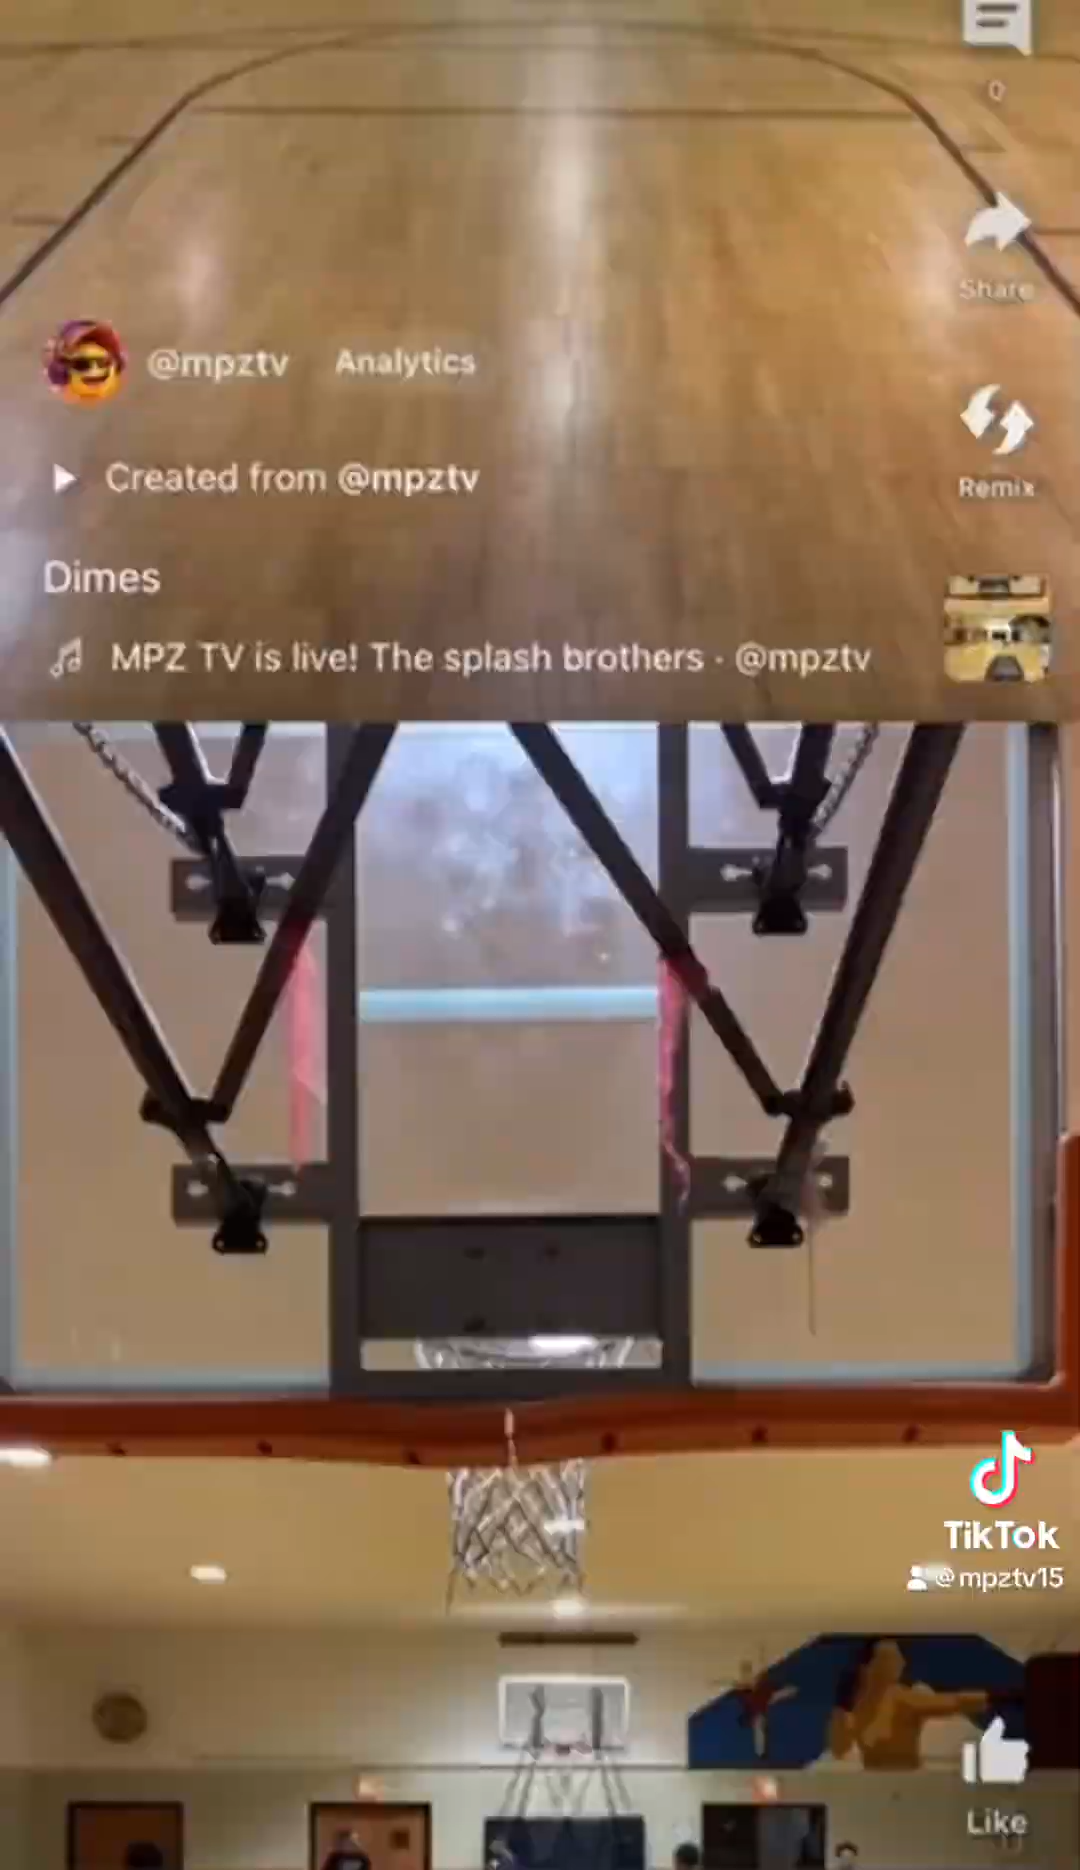 0
Share
@mpztv Analytics
Remix
Created from @mpztv
Dimes
MPZ TV is live! The splash brothers · @mpztv
TikTok
@mpztv15
Like